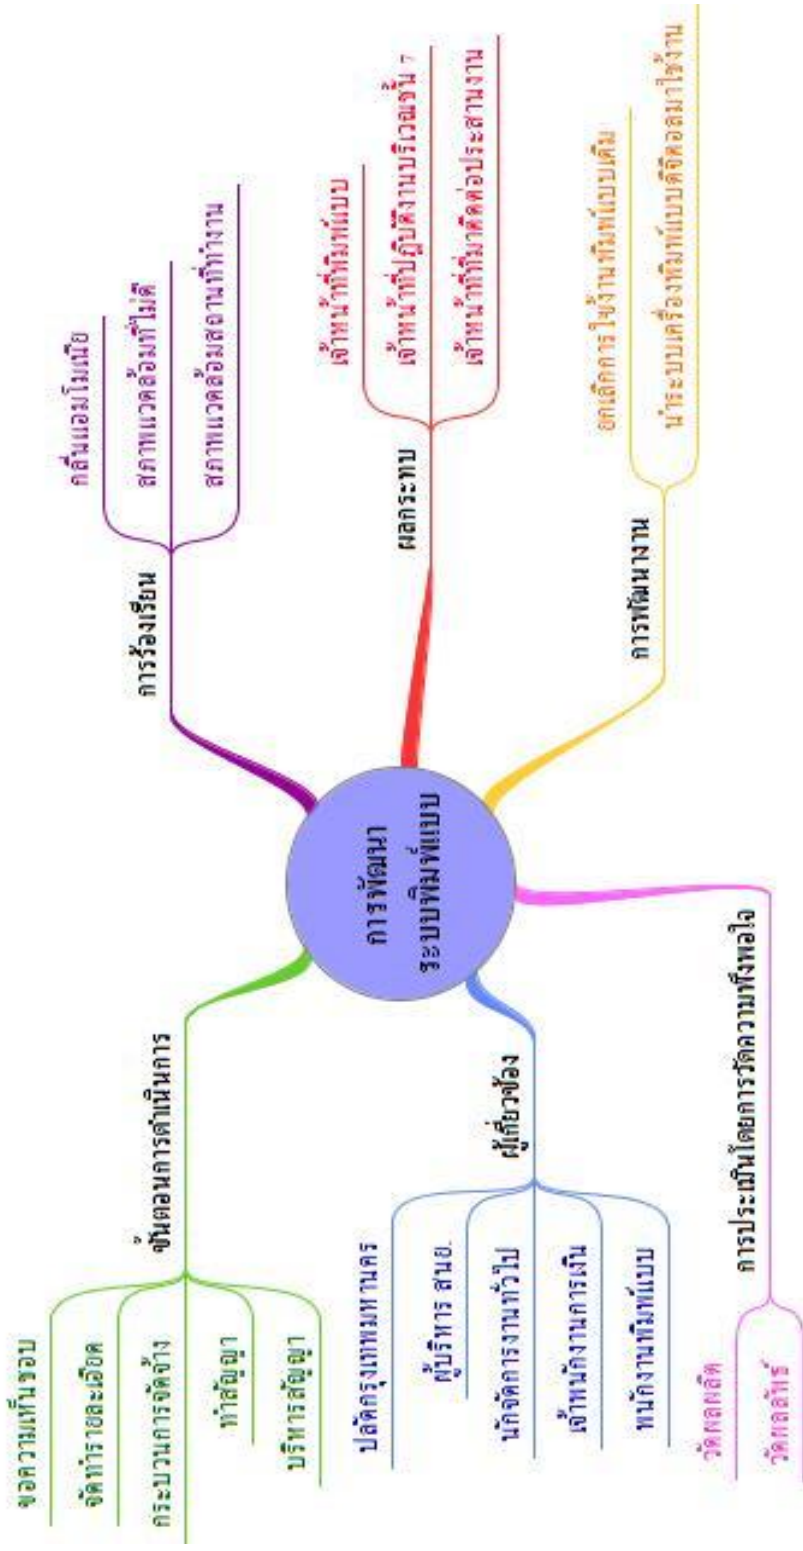 การพัฒนา
ระบบพิมพ์แบบ
การร้องเรียน
กลิ่นแอมโมเนีย
สภาพแวดล้อมที่ไม่ดี
สภาพแวดล้อมสถานที่ทำงาน
ผลกระทบ
เจ้าหน้าที่พิมพ์แบบ
เจ้าหน้าที่ปฏิบัติงานบริเวณชั้น 7
เจ้าหน้าที่ที่มาติดต่อประสานงาน
การพัฒนางาน
ยกเลิกการใช้งานพิมพ์แบบเดิม
นำระบบเครื่องพิมพ์แบบดิจิตอลมาใช้งาน
ขั้นตอนการดำเนินการ
ขอความเห็นชอบ
จัดทำรายละเอียด
กระบวนการจัดจ้าง
ทำสัญญา
บริหารสัญญา
ผู้เกี่ยวข้อง
ปลัดกรุงเทพมหานคร
ผู้บริหาร สนย.
นักจัดการงานทั่วไป
เจ้าพนักงานการเงิน
พนักงานพิมพ์แบบ
การประเมินโดยการวัดความพึงพอใจ
วัดผลผลิต
วัดผลลัพธ์